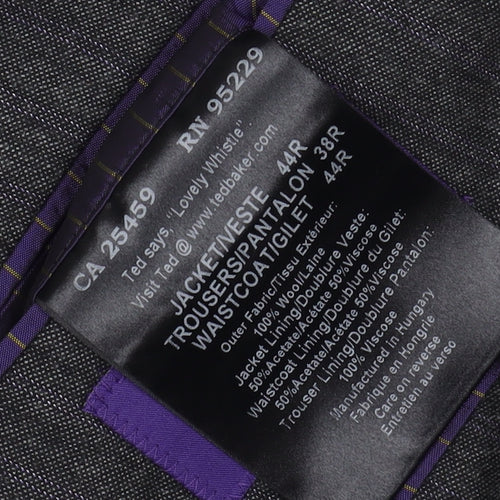 CA 25459 RN 95229
Ted says, "Lovely Whistle"
Visit Ted @ www.tedbaker.com
JACKET/VESTE 44R
TROUSERS/PANTALON 38R
WAISTCOAT/GILET 44R
Outer Fabric/Tissu Extérieur:
100% Wool/Laine
Jacket Lining/Doublure Veste:
50%Acetate/Acétate 50%Viscose
Waistcoat Lining/Doublure du Gilet:
50%Acetate/Acétate 50%Viscose
Trouser Lining/Doublure Pantalon:
100% Viscose
Manufactured in Hungary
Fabriqué en Hongrie
Care on reverse
Entretien au verso